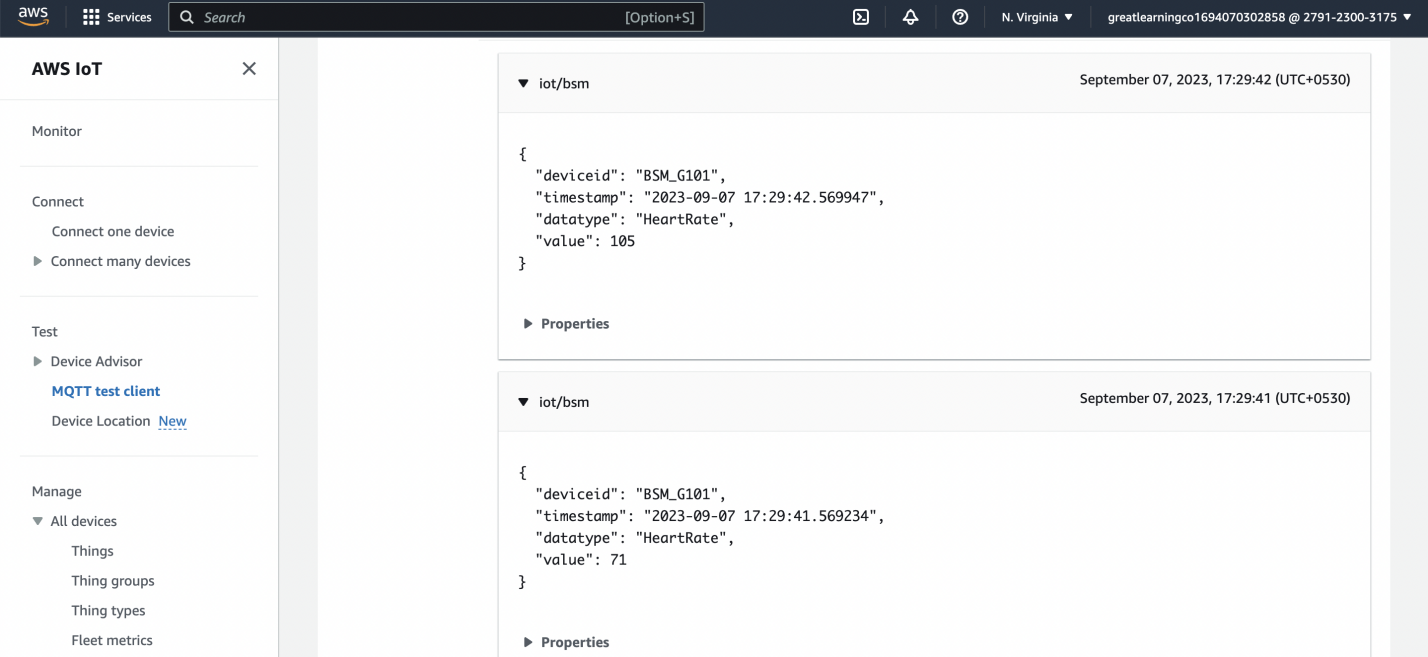 aws
Services
Search
[Option+S]
N. Virginia
greatlearningco1694070302858 @ 2791-2300-3175
AWS IoT
Monitor
Connect
Connect one device
Connect many devices
Test
Device Advisor
MQTT test client
Device Location New
Manage
All devices
Things
Thing groups
Thing types
Fleet metrics
iot/bsm
September 07, 2023, 17:29:42 (UTC+0530)
{
"deviceid": "BSM_G101",
"timestamp": "2023-09-07 17:29:42.569947",
"datatype": "HeartRate",
"value": 105
}
Properties
iot/bsm
September 07, 2023, 17:29:41 (UTC+0530)
{
"deviceid": "BSM_G101",
"timestamp": "2023-09-07 17:29:41.569234",
"datatype": "HeartRate",
"value": 71
}
Properties